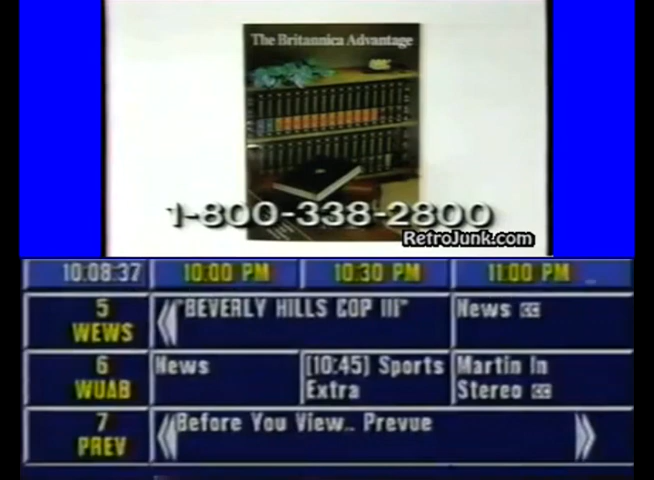 The Britannica Advantage
1-800-338-2800
RetroJunk.com
10:08:37 10:00 PM 10:30 PM 11:00 PM
5 "BEVERLY HILLS COP III" News CC
WEWS
6 News [10:45] Sports Martin In
WUAB Extra Stereo CC
7 Before You View.. Prevue
PREV